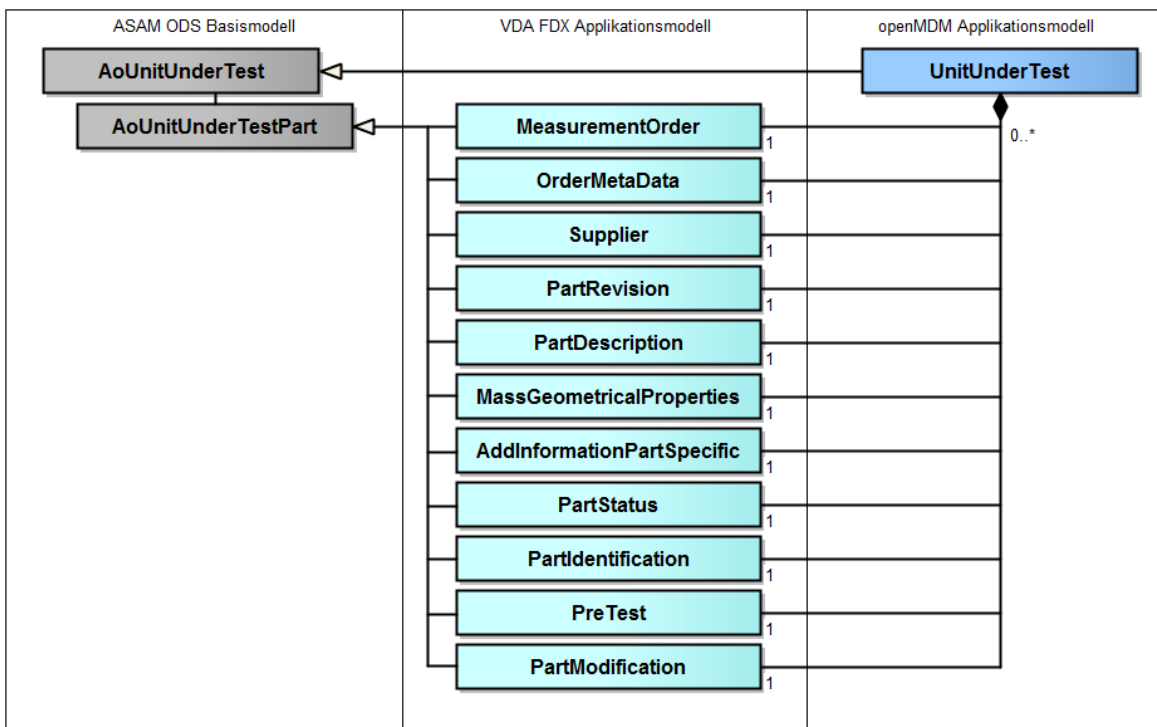 ASAM ODS Basismodell
VDA FDX Applikationsmodell
openMDM Applikationsmodell
AoUnitUnderTest
UnitUnderTest
AoUnitUnderTestPart
MeasurementOrder
1
0..*
OrderMetaData
1
Supplier
1
PartRevision
1
PartDescription
1
MassGeometricalProperties
1
AddInformationPartSpecific
1
PartStatus
1
PartIdentification
1
PreTest
1
PartModification
1